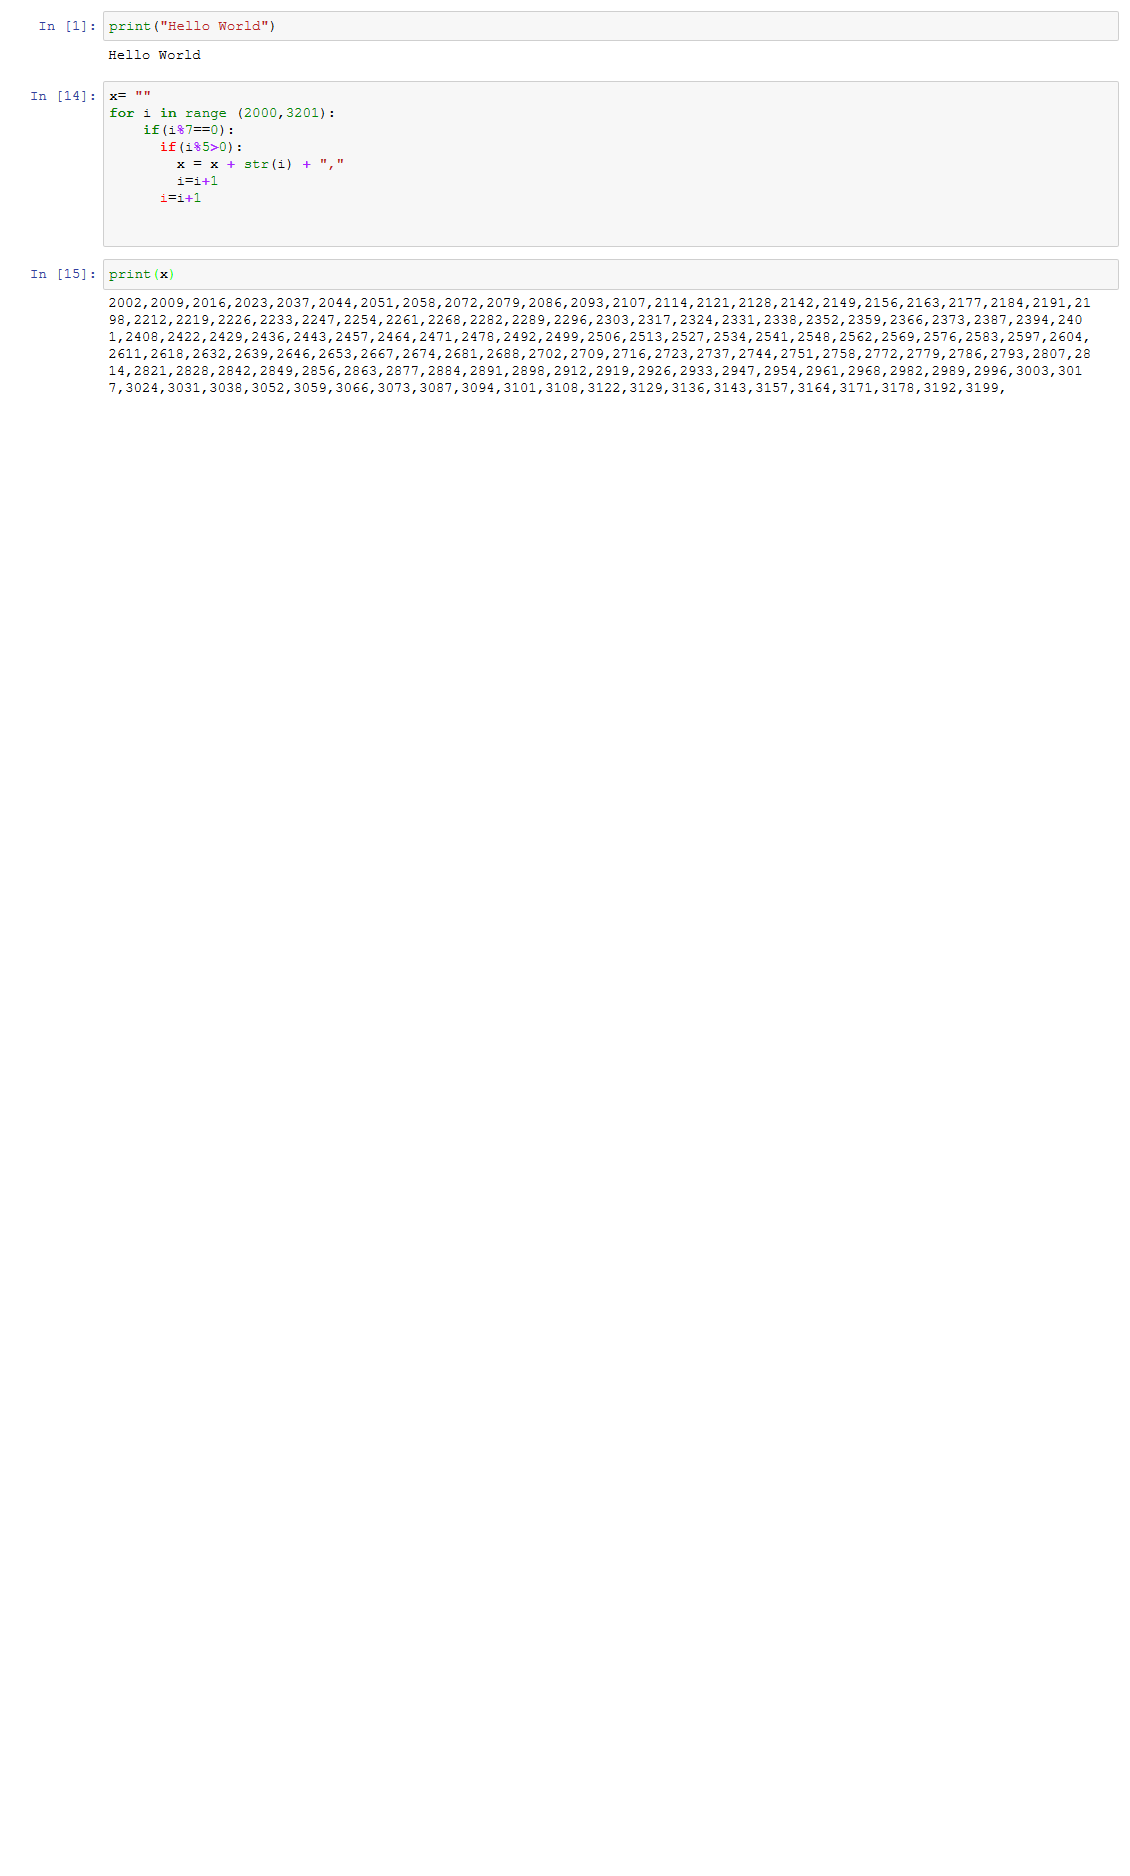 In [1]: print("Hello World")
Hello World
In [14]: x= ""
for i in range (2000,3201):
    if(i%7==0):
      if(i%5>0):
        x = x + str(i) + ","
        i=i+1
      i=i+1
In [15]: print(x)
2002,2009,2016,2023,2037,2044,2051,2058,2072,2079,2086,2093,2107,2114,2121,2128,2142,2149,2156,2163,2177,2184,2191,21
98,2212,2219,2226,2233,2247,2254,2261,2268,2282,2289,2296,2303,2317,2324,2331,2338,2352,2359,2366,2373,2387,2394,240
1,2408,2422,2429,2436,2443,2457,2464,2471,2478,2492,2499,2506,2513,2527,2534,2541,2548,2562,2569,2576,2583,2597,2604,
2611,2618,2632,2639,2646,2653,2667,2674,2681,2688,2702,2709,2716,2723,2737,2744,2751,2758,2772,2779,2786,2793,2807,28
14,2821,2828,2842,2849,2856,2863,2877,2884,2891,2898,2912,2919,2926,2933,2947,2954,2961,2968,2982,2989,2996,3003,301
7,3024,3031,3038,3052,3059,3066,3073,3087,3094,3101,3108,3122,3129,3136,3143,3157,3164,3171,3178,3192,3199,